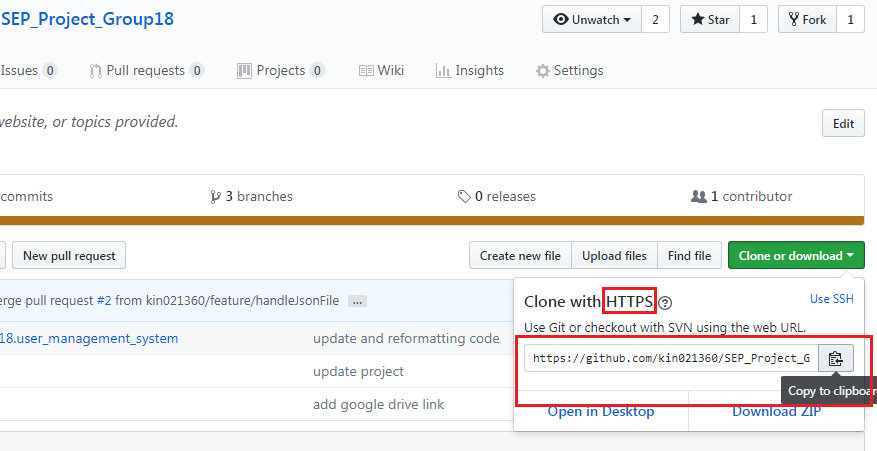 SEP_Project_Group18
Unwatch 2 Star 1 Fork 1
Issues 0 Pull requests 0 Projects 0 Wiki Insights Settings
website, or topics provided.
Edit
commits 3 branches 0 releases 1 contributor
New pull request Create new file Upload files Find file Clone or download
erge pull request #2 from kin021360/feature/handleJsonFile ...
Clone with HTTPS ? Use SSH
Use Git or checkout with SVN using the web URL.
18.user_management_system update and reformatting code
https://github.com/kin021360/SEP_Project_G
update project
Copy to clipboar
add google drive link
Open in Desktop Download ZIP